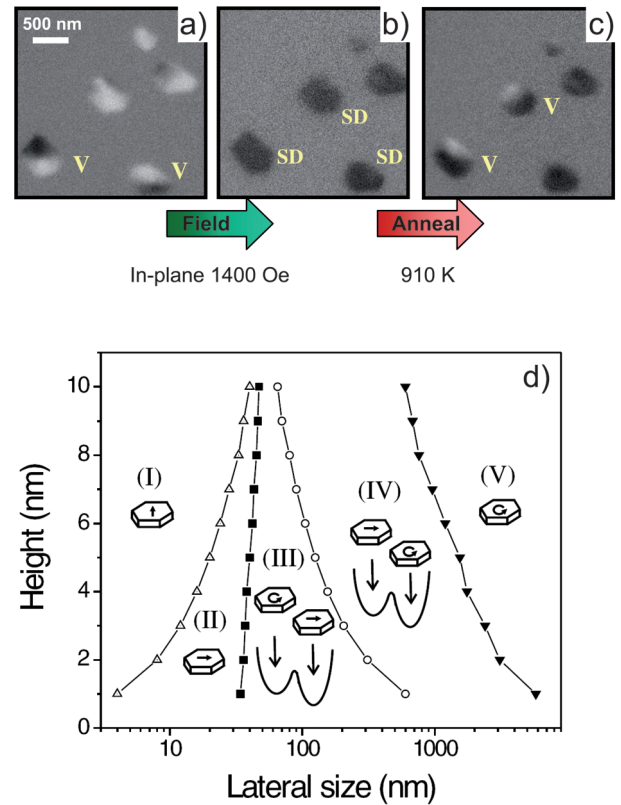 500 nm
a)
b)
c)
V
V
SD
SD
SD
V
V
Field
Anneal
In-plane 1400 Oe
910 K
d)
10
8
6
4
2
0
Height (nm)
(I)
(II)
(III)
(IV)
(V)
10
100
1000
Lateral size (nm)